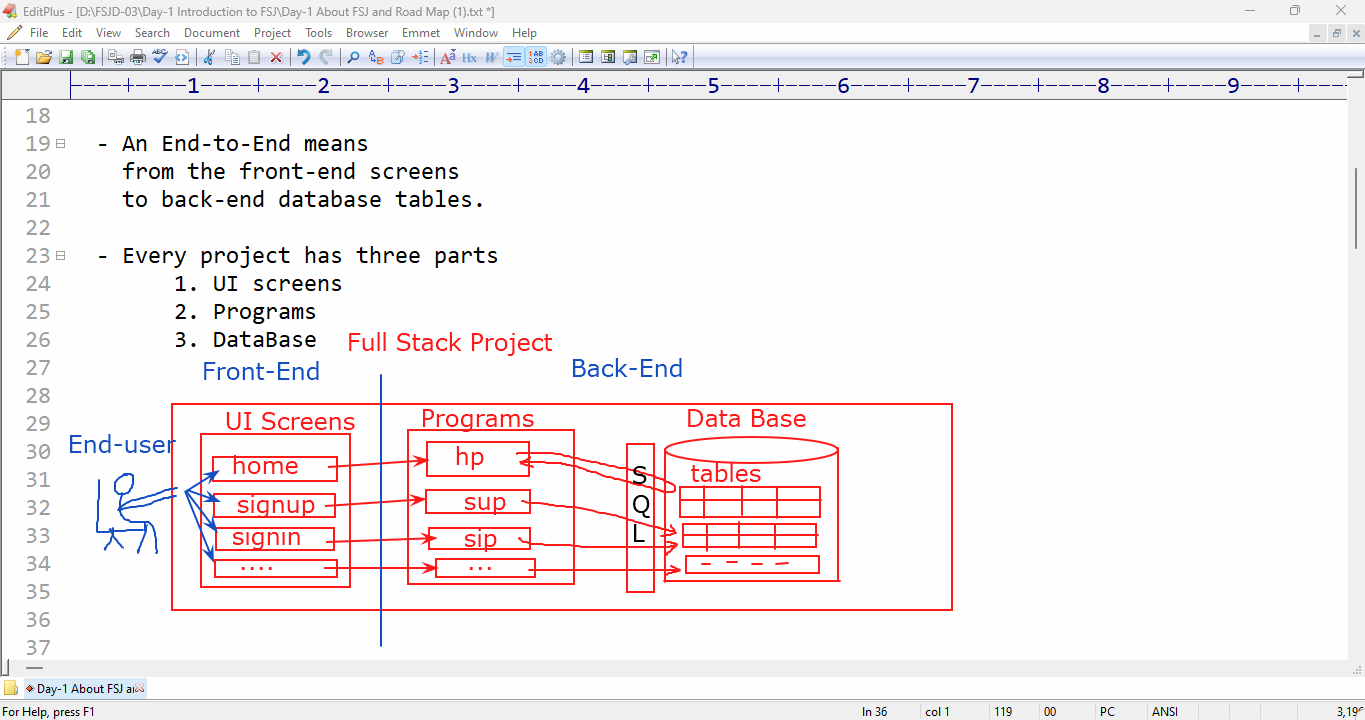 EditPlus - [D:\FSJD-03\Day-1 Introduction to FSJ\Day-1 About FSJ and Road Map (1).txt *]
File Edit View Search Document Project Tools Browser Emmet Window Help
----+----1----+----2----+----3----+----4----+----5----+----6----+----7----+----8----+----9----+---
18
19 - An End-to-End means
20 from the front-end screens
21 to back-end database tables.
22
23 - Every project has three parts
24 1. UI screens
25 2. Programs
26 3. DataBase Full Stack Project
27 Front-End Back-End
28
29 UI Screens Programs Data Base
30 End-user home hp
31 S tables
32 signup sup Q
33 signin sip L
34 .... ...
35
36
37
Day-1 About FSJ a
For Help, press F1 ln 36 col 1 119 00 PC ANSI